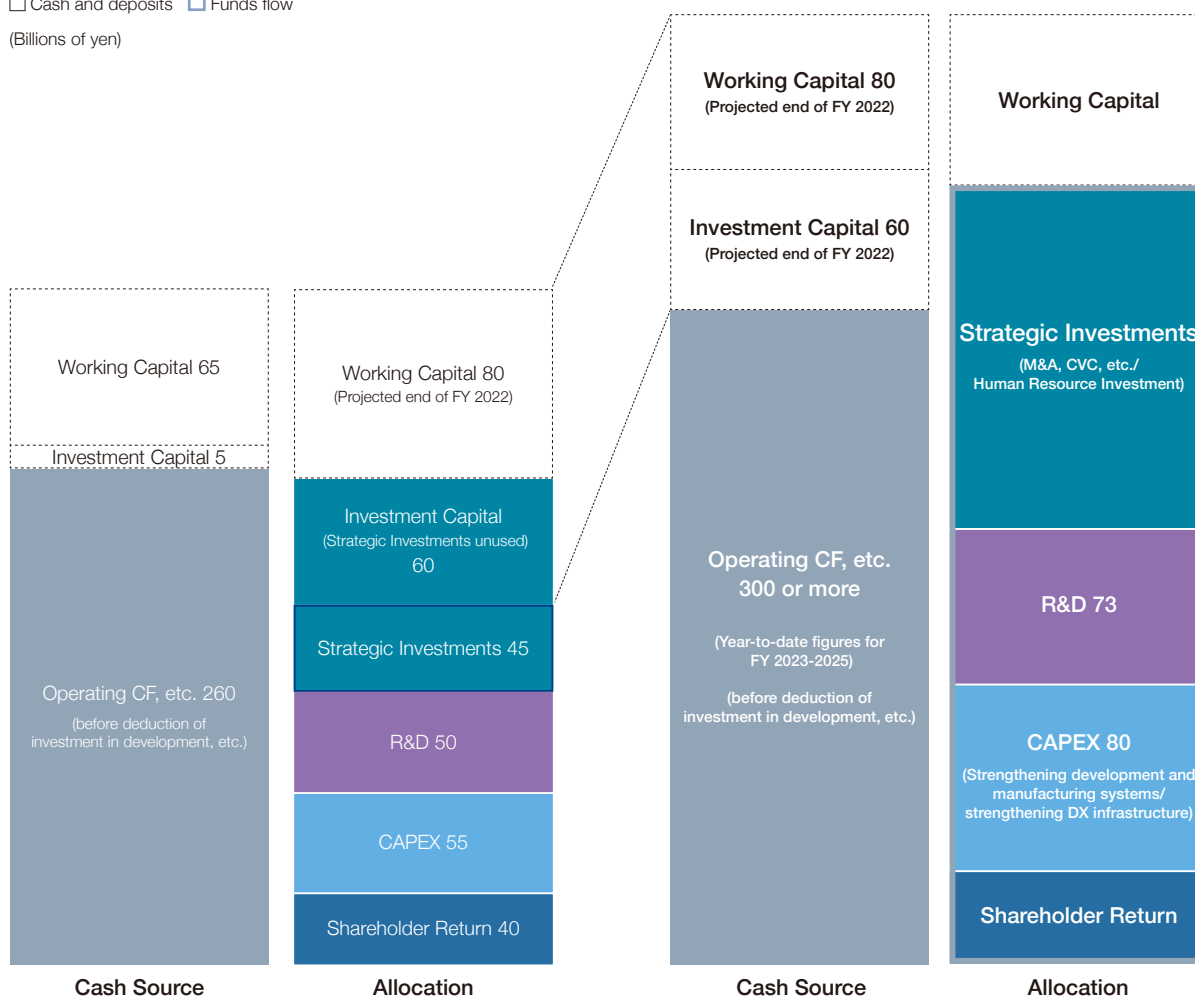 Cash and deposits Funds flow
(Billions of yen)
Working Capital 65
Investment Capital 5
Operating CF, etc. 260
(before deduction of
investment in development, etc.)
Cash Source
Working Capital 80
(Projected end of FY 2022)
Investment Capital
(Strategic Investments unused)
60
Strategic Investments 45
R&D 50
CAPEX 55
Shareholder Return 40
Allocation
Working Capital 80
(Projected end of FY 2022)
Investment Capital 60
(Projected end of FY 2022)
Operating CF, etc.
300 or more
(Year-to-date figures for
FY 2023-2025)
(before deduction of
investment in development, etc.)
Cash Source
Working Capital
Strategic Investments
(M&A, CVC, etc./
Human Resource Investment)
R&D 73
CAPEX 80
(Strengthening development and
manufacturing systems/
strengthening DX infrastructure)
Shareholder Return
Allocation